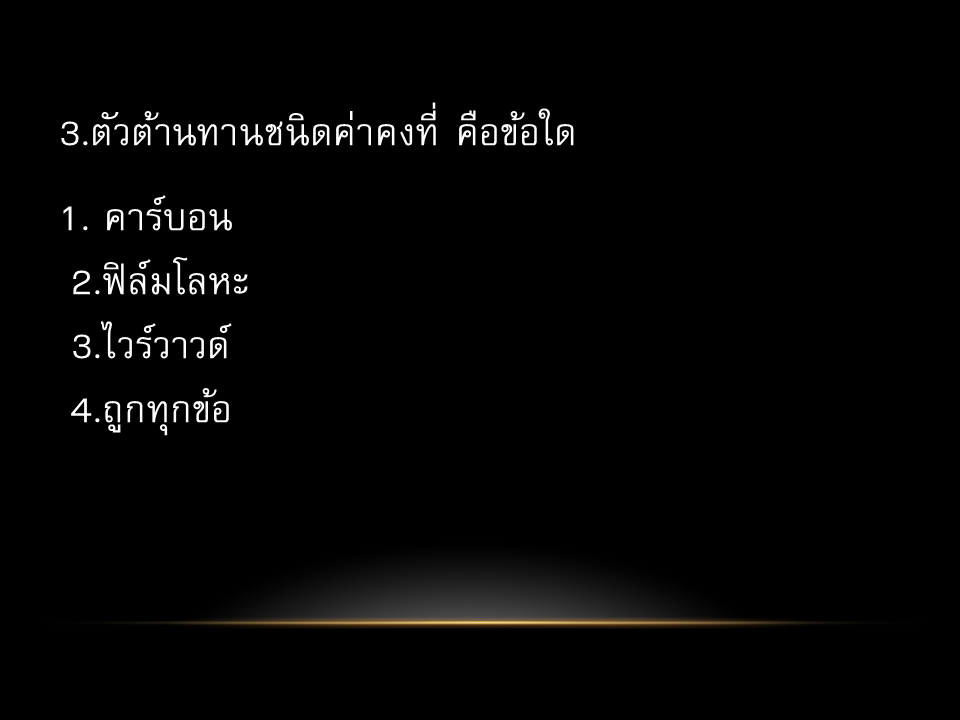 3.ตัวต้านทานชนิดค่าคงที่ คือข้อใด
1. คาร์บอน
2.ฟิล์มโลหะ
3.ไวร์วาวด์
4.ถูกทุกข้อ